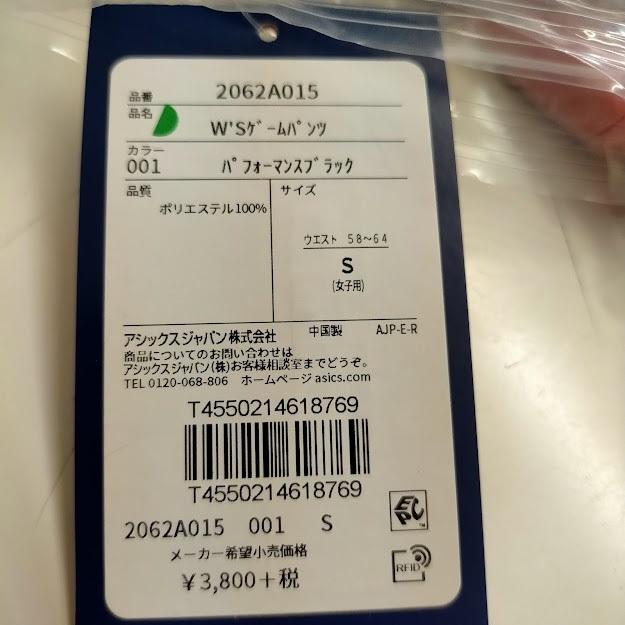 品番 2062A015
品名 W'Sｹﾞｰﾑﾊﾟﾝﾂ
カラー
001 ﾊﾟﾌｫｰﾏﾝｽﾌﾞﾗｯｸ
品質 サイズ
ポリエステル100%
ウエスト 58～64
S
(女子用)
アシックスジャパン株式会社 中国製 AJP-E-R
商品についてのお問い合わせは
アシックスジャパン(株)お客様相談室までどうぞ。
TEL 0120-068-806 ホームページ asics.com
T4550214618769
T4550214618769
2062A015 001 S
EPC™
メーカー希望小売価格
RFID
￥3,800＋税